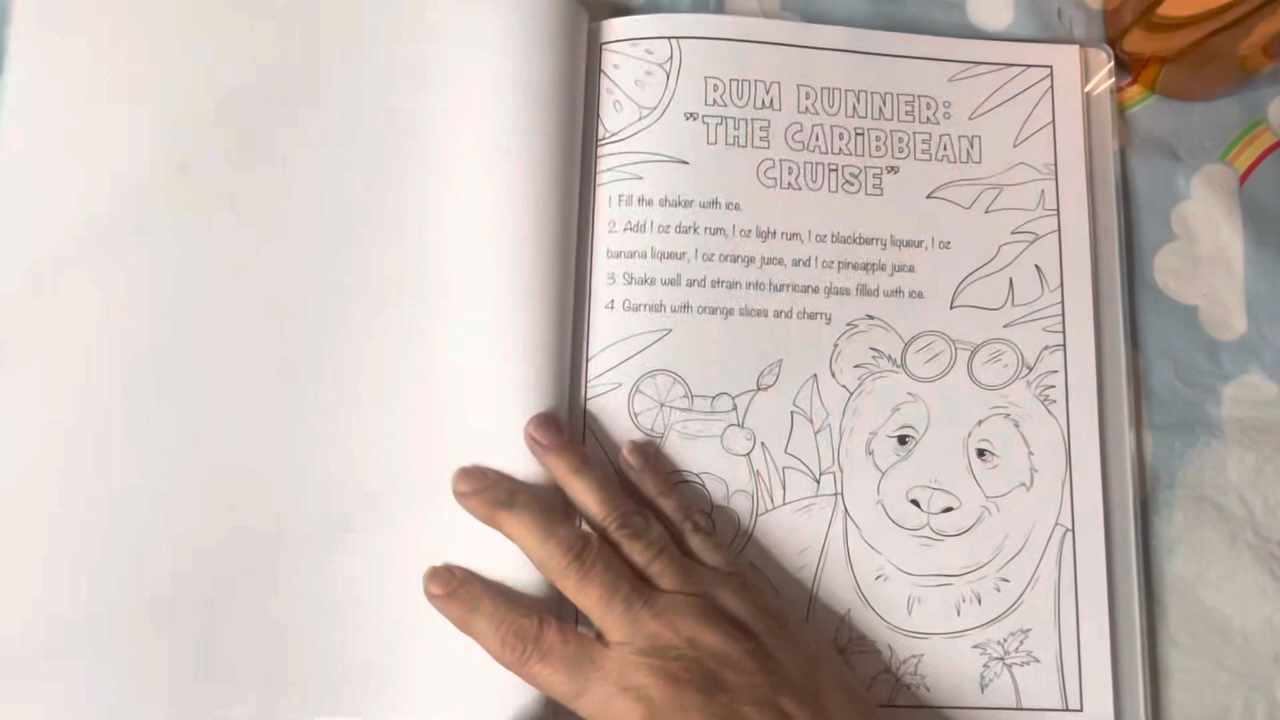 RUM RUNNER:
"THE CARiBBEAN
CRUiSE"
1. Fill the shaker with ice.
2. Add 1 oz dark rum, 1 oz light rum, 1 oz blackberry liqueur, 1 oz
banana liqueur, 1 oz orange juice, and 1 oz pineapple juice.
3. Shake well and strain into hurricane glass filled with ice.
4. Garnish with orange slices and cherry